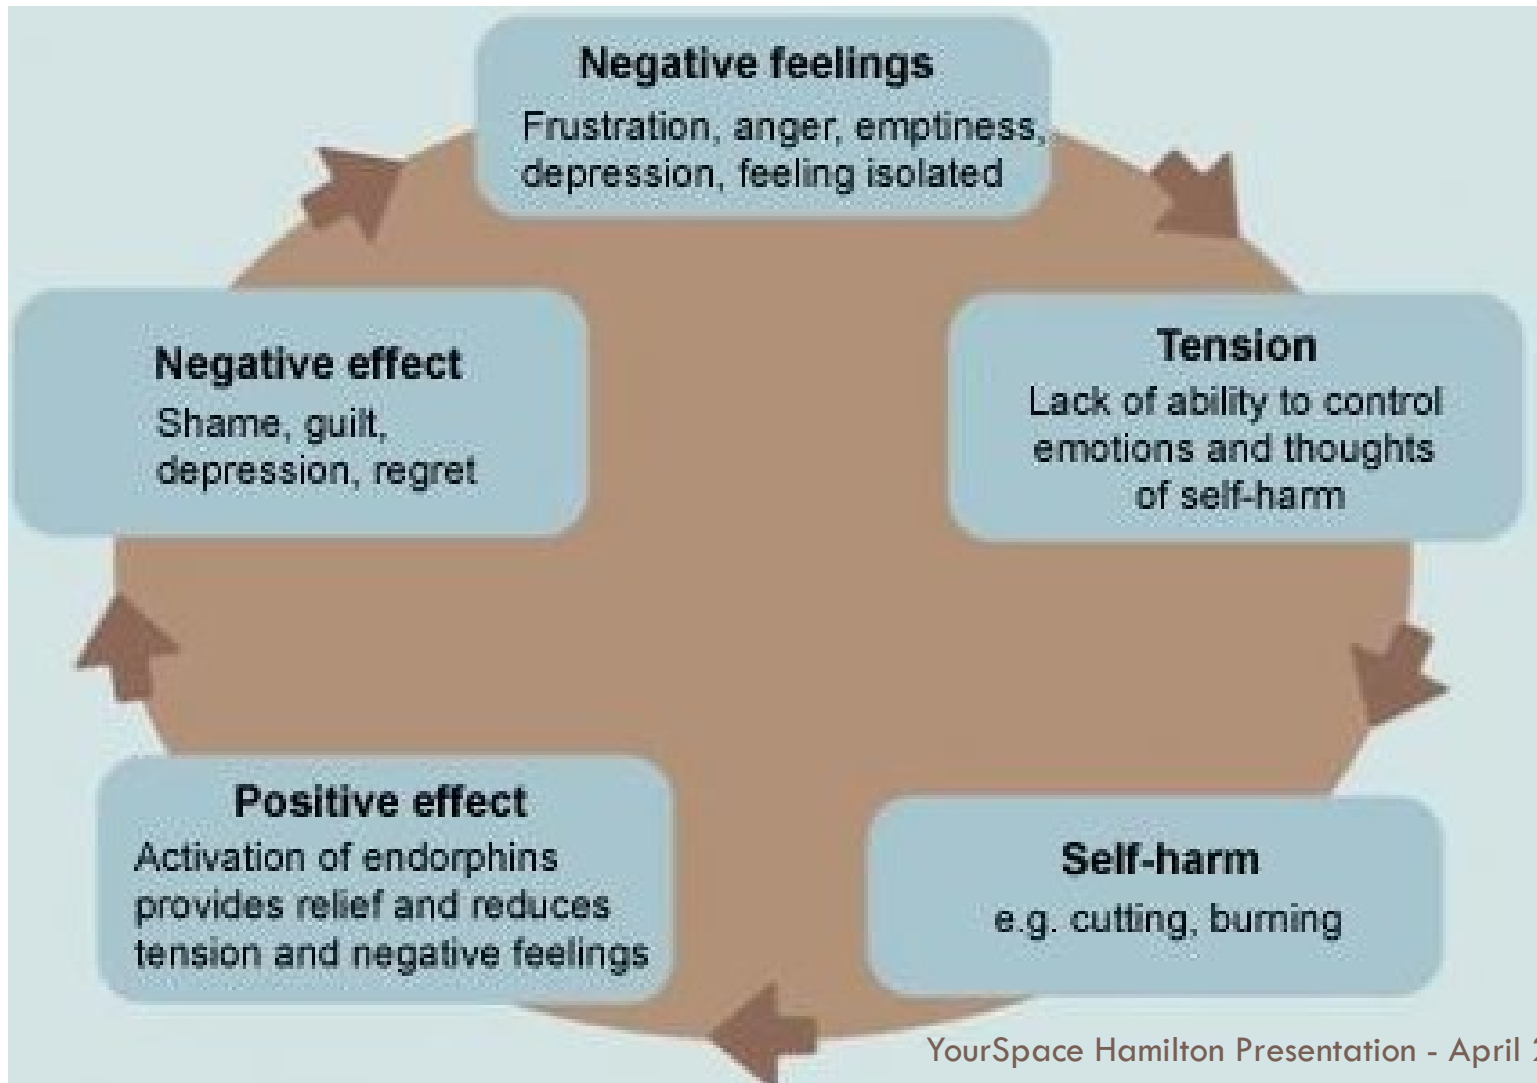 Negative feelings
Frustration, anger, emptiness,
depression, feeling isolated
Tension
Lack of ability to control
emotions and thoughts
of self-harm
Self-harm
e.g. cutting, burning
Positive effect
Activation of endorphins
provides relief and reduces
tension and negative feelings
Negative effect
Shame, guilt,
depression, regret
YourSpace Hamilton Presentation - April